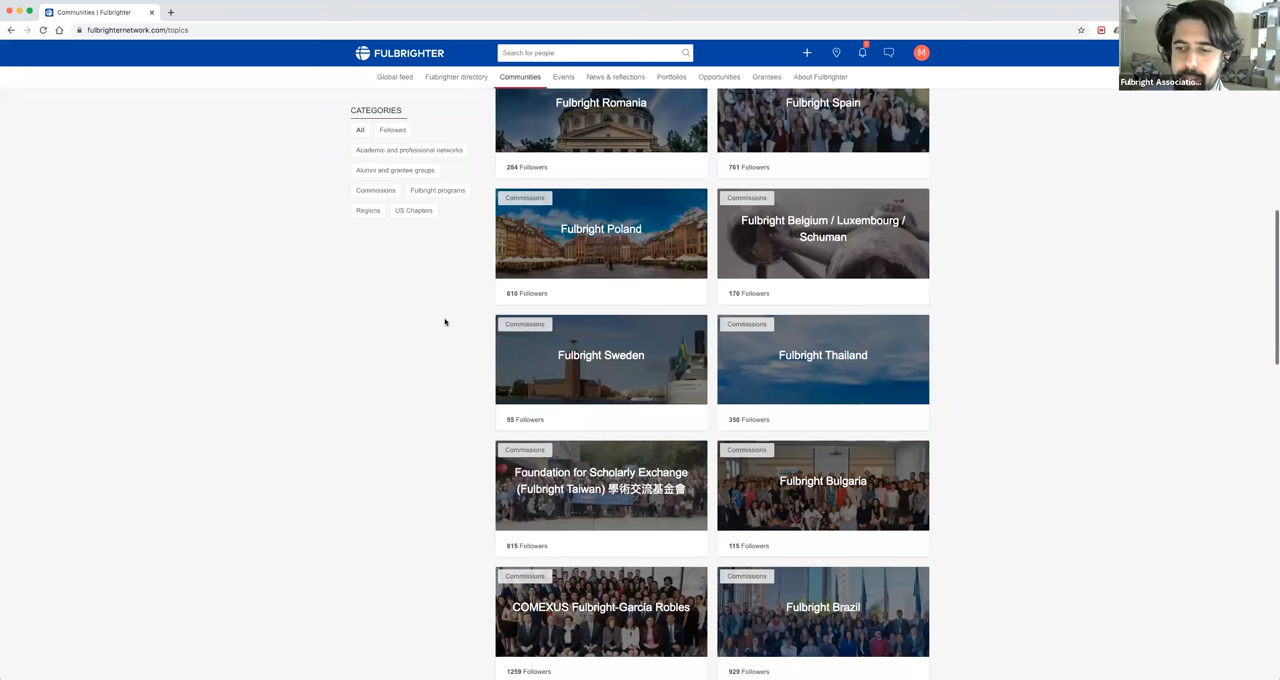 Communities | Fulbrighter
fulbrighternetwork.com/topics
FULBRIGHTER
Search for people
M
Fulbright Associatio...
Global feed
Fulbrighter directory
Communities
Events
News & reflections
Portfolios
Opportunities
Grantees
About Fulbrighter
CATEGORIES
All
Followed
Academic and professional networks
Alumni and grantee groups
Commissions
Fulbright programs
Regions
US Chapters
Fulbright Romania
284 Followers
Fulbright Spain
761 Followers
Commissions
Fulbright Poland
610 Followers
Commissions
Fulbright Belgium / Luxembourg /
Schuman
170 Followers
Commissions
Fulbright Sweden
55 Followers
Commissions
Fulbright Thailand
350 Followers
Commissions
Foundation for Scholarly Exchange
(Fulbright Taiwan) 學術交流基金會
815 Followers
Commissions
Fulbright Bulgaria
115 Followers
Commissions
COMEXUS Fulbright-García Robles
1259 Followers
Commissions
Fulbright Brazil
929 Followers